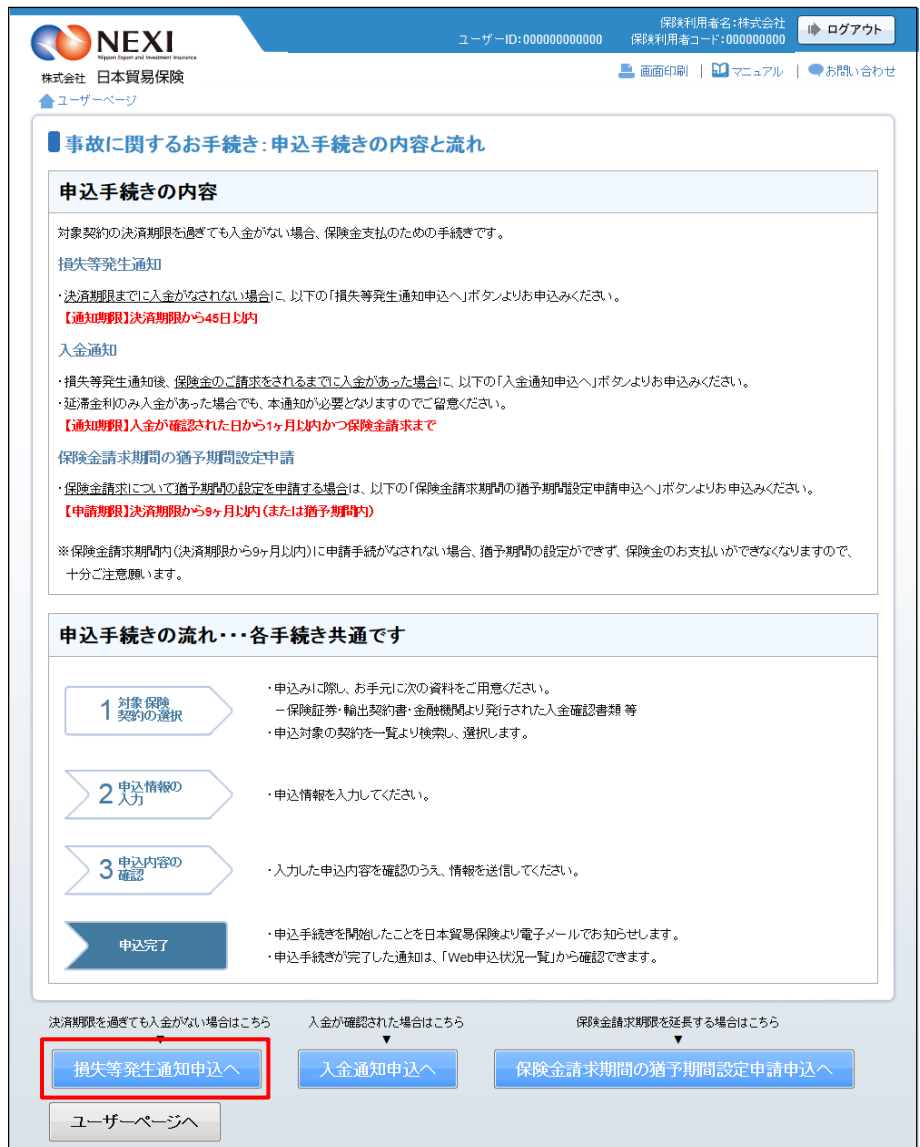 NEXI
Nippon Export and Investment Insurance
株式会社 日本貿易保険
ユーザーID:000000000000
保険利用者名:株式会社
保険利用者コード:000000000
ログアウト
画面印刷 | マニュアル | お問い合わせ
ユーザーページ
事故に関するお手続き:申込手続きの内容と流れ
申込手続きの内容
対象契約の決済期限を過ぎても入金がない場合、保険金支払のための手続きです。
損失等発生通知
・決済期限までに入金がなされない場合に、以下の「損失等発生通知申込へ」ボタンよりお申込みください。
【通知期限】決済期限から45日以内
入金通知
・損失等発生通知後、保険金のご請求をされるまでに入金があった場合に、以下の「入金通知申込へ」ボタンよりお申込みください。
・延滞金利のみ入金があった場合でも、本通知が必要となりますのでご留意ください。
【通知期限】入金が確認された日から1ヶ月以内かつ保険金請求まで
保険金請求期間の猶予期間設定申請
・保険金請求について猶予期間の設定を申請する場合は、以下の「保険金請求期間の猶予期間設定申請申込へ」ボタンよりお申込みください。
【申請期限】決済期限から9ヶ月以内(または猶予期間内)
※保険金請求期間内(決済期限から9ヶ月以内)に申請手続がなされない場合、猶予期間の設定ができず、保険金のお支払いができなくなりますので、
十分ご注意願います。
申込手続きの流れ・・・各手続き共通です
1 対象保険
契約の選択
・申込みに際し、お手元に次の資料をご用意ください。
－保険証券・輸出契約書・金融機関より発行された入金確認書類 等
・申込対象の契約を一覧より検索し、選択します。
2 申込情報の
入力
・申込情報を入力してください。
3 申込内容の
確認
・入力した申込内容を確認のうえ、情報を送信してください。
申込完了
・申込手続きを開始したことを日本貿易保険より電子メールでお知らせします。
・申込手続きが完了した通知は、「Web申込状況一覧」から確認できます。
決済期限を過ぎても入金がない場合はこちら
▼
損失等発生通知申込へ
入金が確認された場合はこちら
▼
入金通知申込へ
保険金請求期限を延長する場合はこちら
▼
保険金請求期間の猶予期間設定申請申込へ
ユーザーページへ